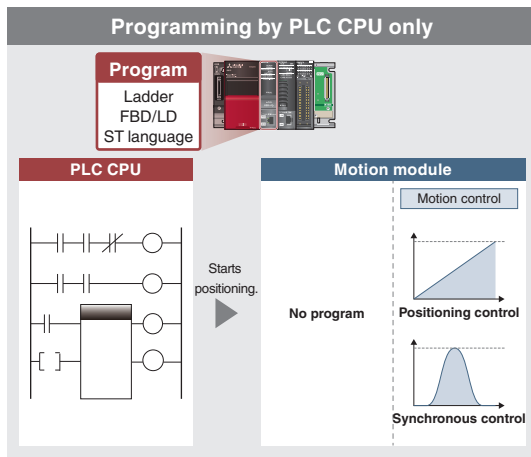 Programming by PLC CPU only
Program
Ladder
FBD/LD
ST language
PLC CPU
Starts
positioning.
Motion module
No program
Motion control
Positioning control
Synchronous control